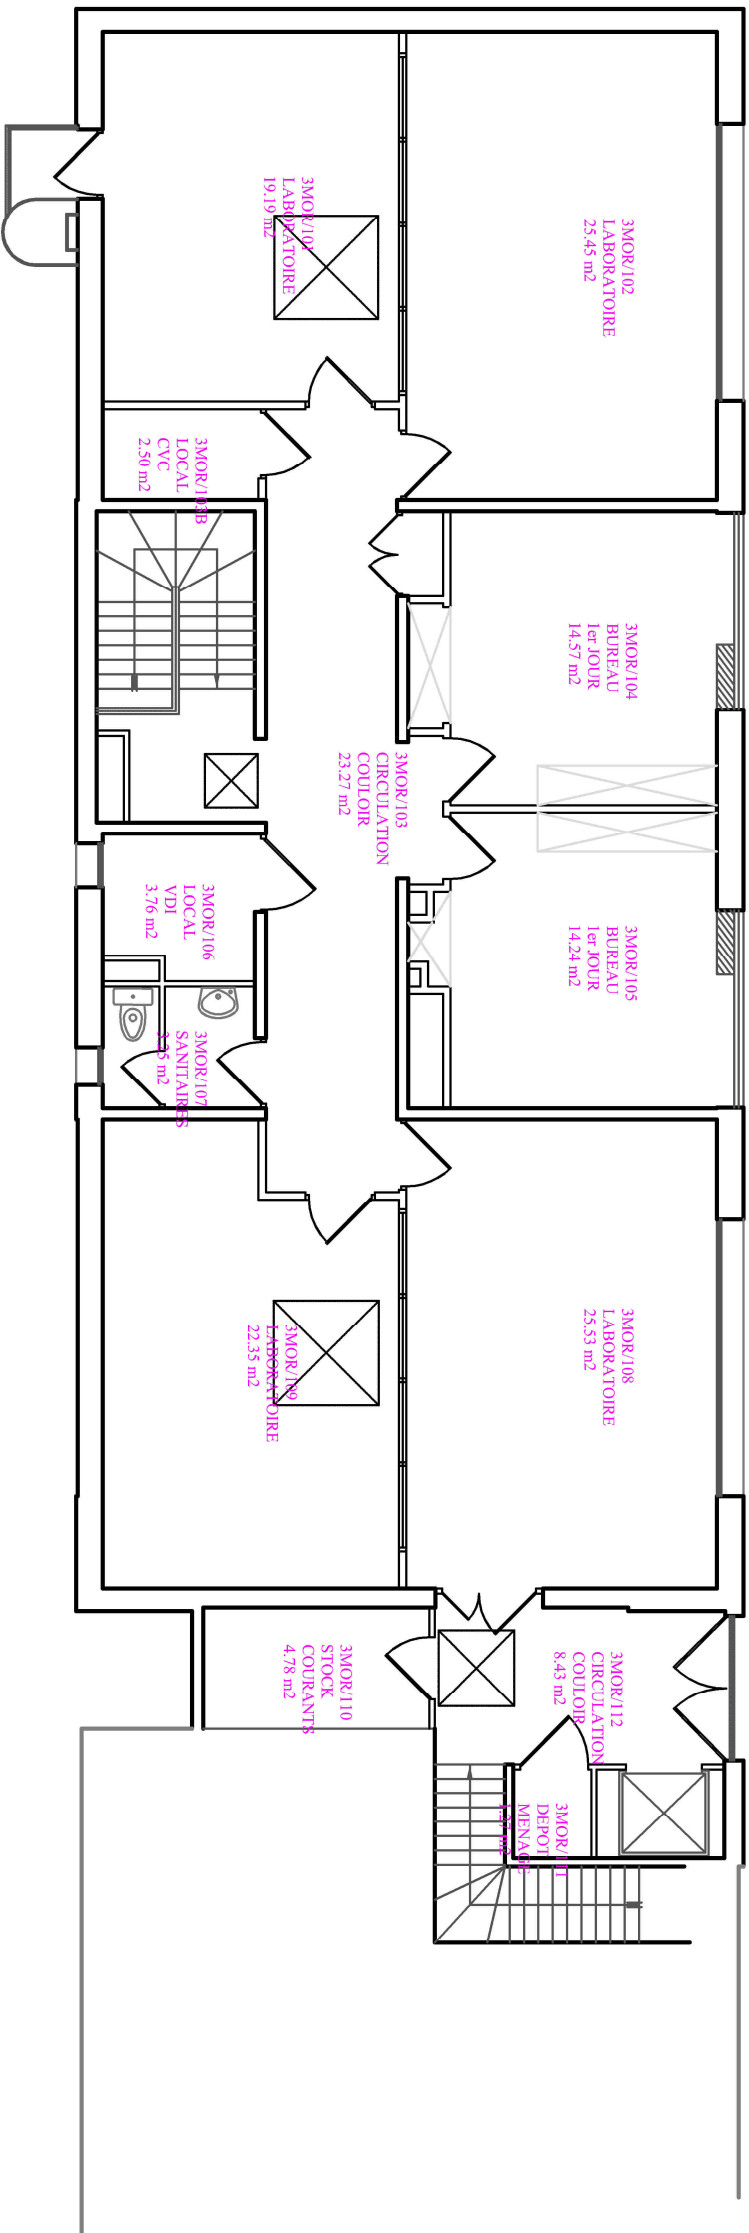 3MOR/101
LABORATOIRE
19.19 m2
3MOR/102
LABORATOIRE
25.45 m2
3MOR/103B
LOCAL
CVC
2.50 m2
3MOR/104
BUREAU
1er JOUR
14.57 m2
3MOR/103
CIRCULATION
COULOIR
23.27 m2
3MOR/106
LOCAL
VDI
3.76 m2
3MOR/105
BUREAU
1er JOUR
14.24 m2
3MOR/107
SANITAIRES
3.25 m2
3MOR/109
LABORATOIRE
22.35 m2
3MOR/108
LABORATOIRE
25.53 m2
3MOR/110
STOCK
COURANTS
4.78 m2
3MOR/112
CIRCULATION
COULOIR
8.43 m2
3MOR/111
DEPOT
MENAGE
m2